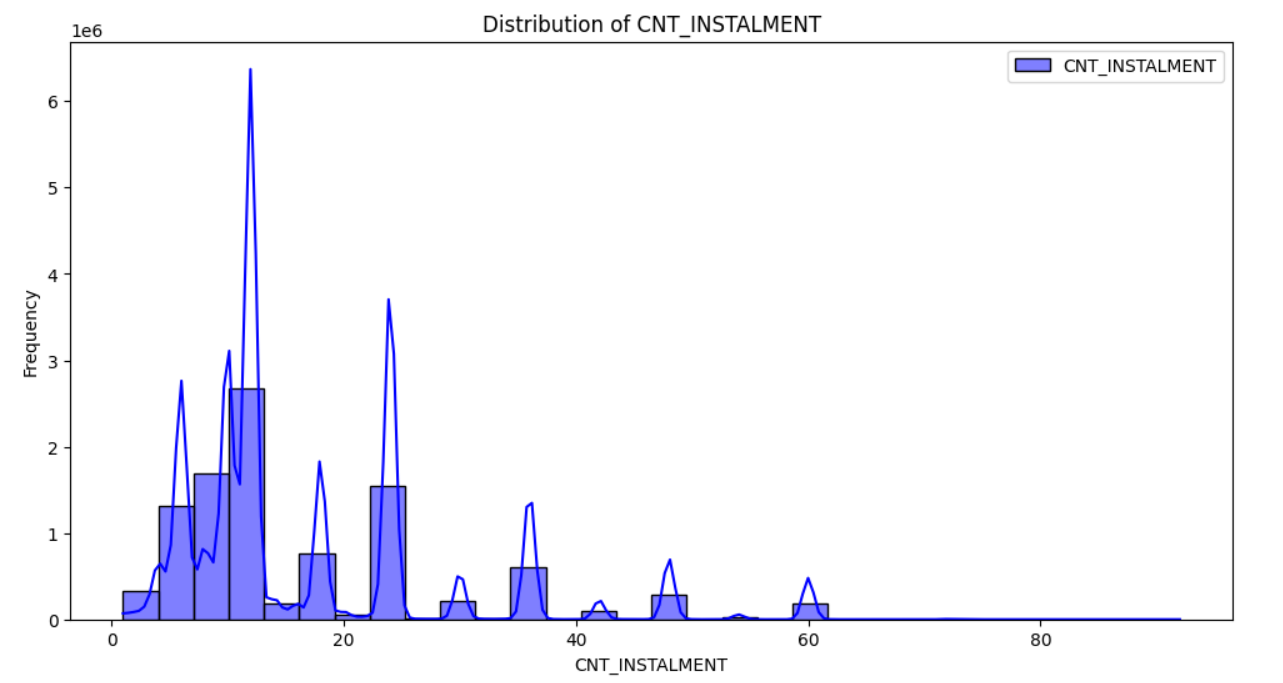 Distribution of CNT_INSTALMENT
1e6
CNT_INSTALMENT
6
5
4
3
2
1
0
Frequency
0 20 40 60 80
CNT_INSTALMENT